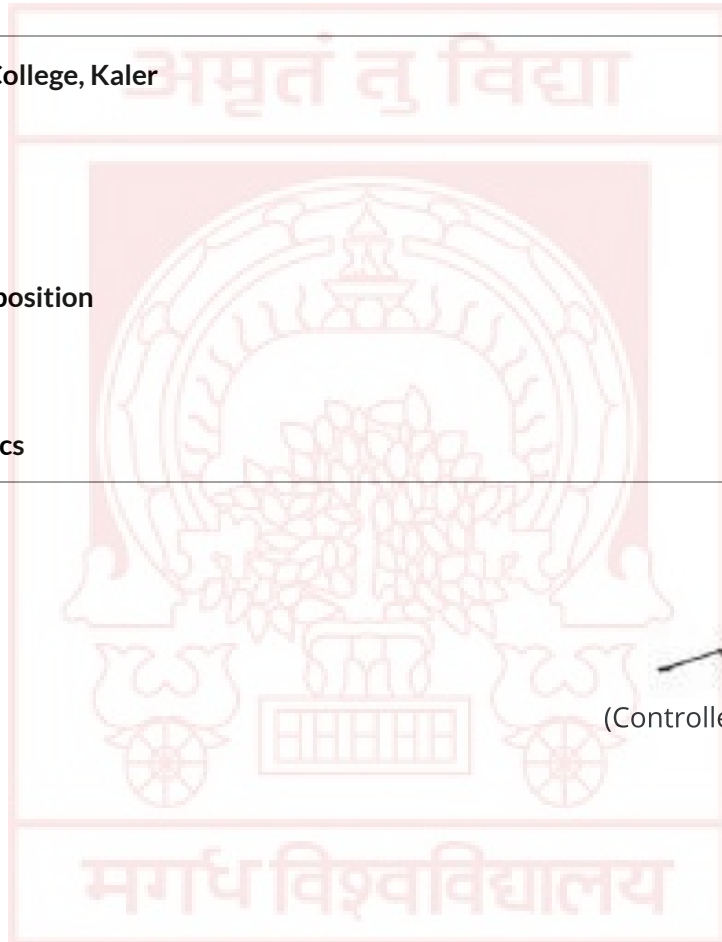 अमृतं तु विद्या
College, Kaler
position
cs
(Controlle
मगध विश्वविद्यालय